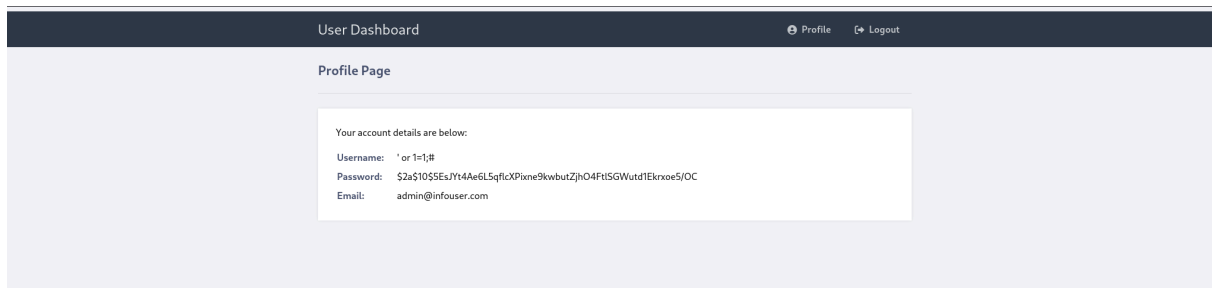 User Dashboard Profile Logout
Profile Page
Your account details are below:
Username: ' or 1=1;#
Password: $2a$10$5EsJYt4Ae6L5qflcXPixne9kwbutZjhO4FtlSGWutd1Ekrxoe5/OC
Email: admin@infouser.com